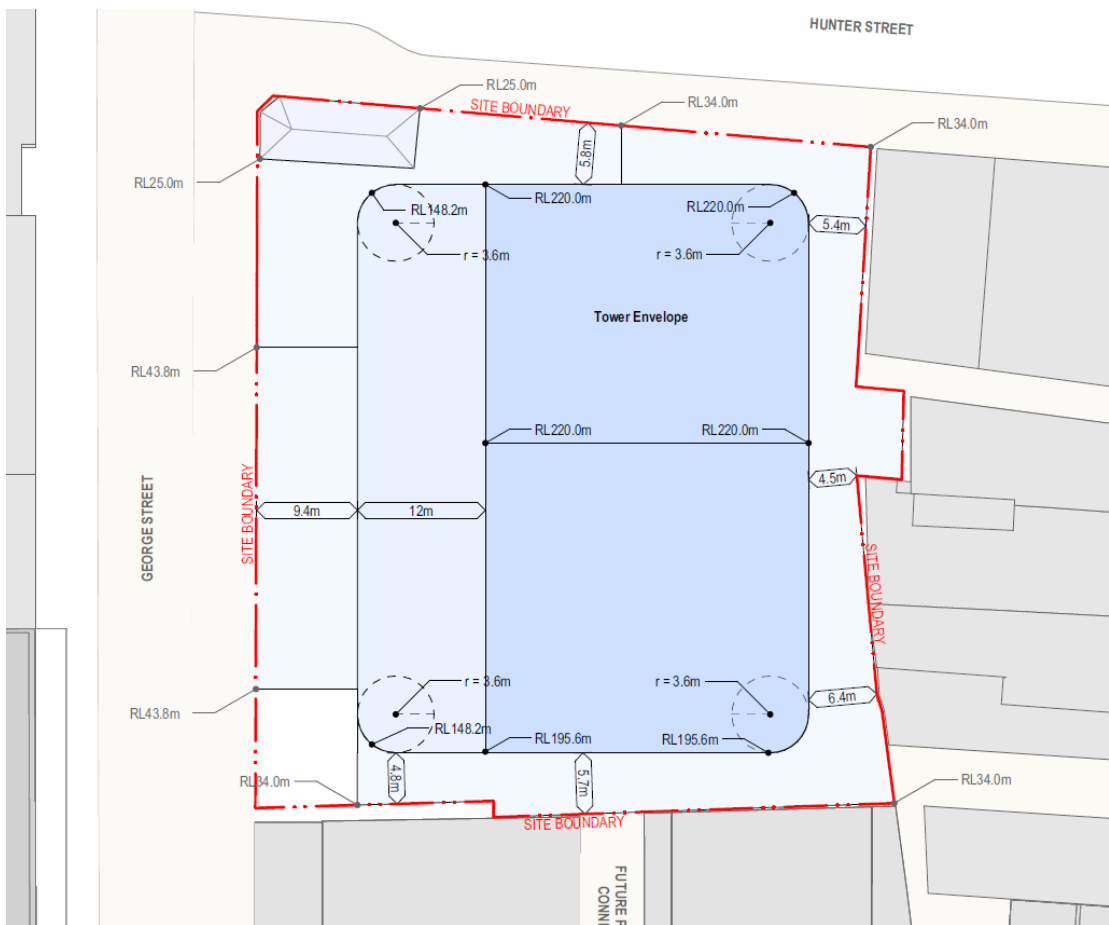 HUNTER STREET
RL25.0m
SITE BOUNDARY
RL34.0m
RL34.0m
5.8m
RL25.0m
RL148.2m
RL220.0m
RL220.0m
5.4m
r = 3.6m
r = 3.6m
Tower Envelope
RL43.8m
RL220.0m
RL220.0m
4.5m
SITE BOUNDARY
GEORGE STREET
9.4m
12m
SITE BOUNDARY
r = 3.6m
r = 3.6m
6.4m
RL43.8m
RL148.2m
RL195.6m
RL195.6m
RL34.0m
4.8m
5.7m
RL34.0m
SITE BOUNDARY
FUTURE